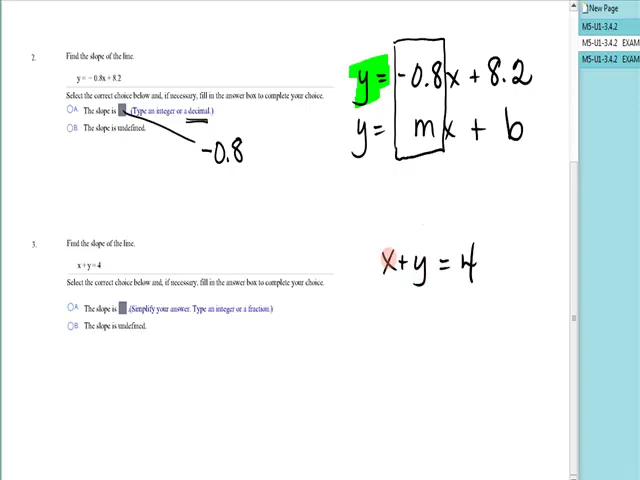 New Page
M5-U1-3.4.2
M5-U1-3.4.2 EXAM
M5-U1-3.4.2 EXAM
2. Find the slope of the line.
y = − 0.8x + 8.2
Select the correct choice below and, if necessary, fill in the answer box to complete your choice.
A. The slope is . (Type an integer or a decimal.)
B. The slope is undefined.
-0.8
y = -0.8x + 8.2
y = mx + b
3. Find the slope of the line.
x + y = 4
Select the correct choice below and, if necessary, fill in the answer box to complete your choice.
A. The slope is . (Simplify your answer. Type an integer or a fraction.)
B. The slope is undefined.
x + y = 4